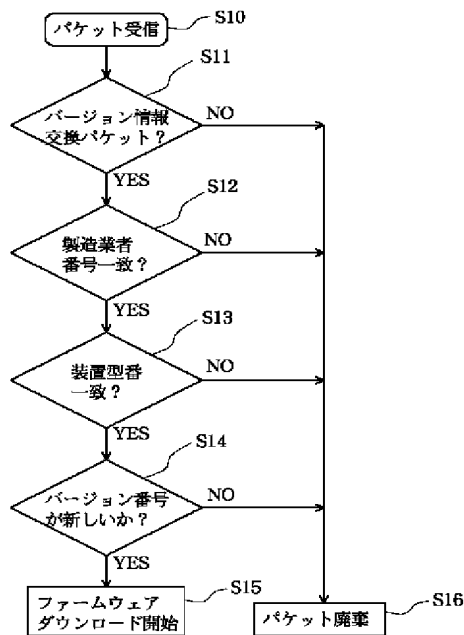 パケット受信
S10
S11
バージョン情報
交換パケット？
NO
YES
S12
製造業者
番号一致？
NO
YES
S13
装置型番
一致？
NO
YES
S14
バージョン番号
が新しいか？
NO
YES
S15
ファームウェア
ダウンロード開始
S16
パケット廃棄